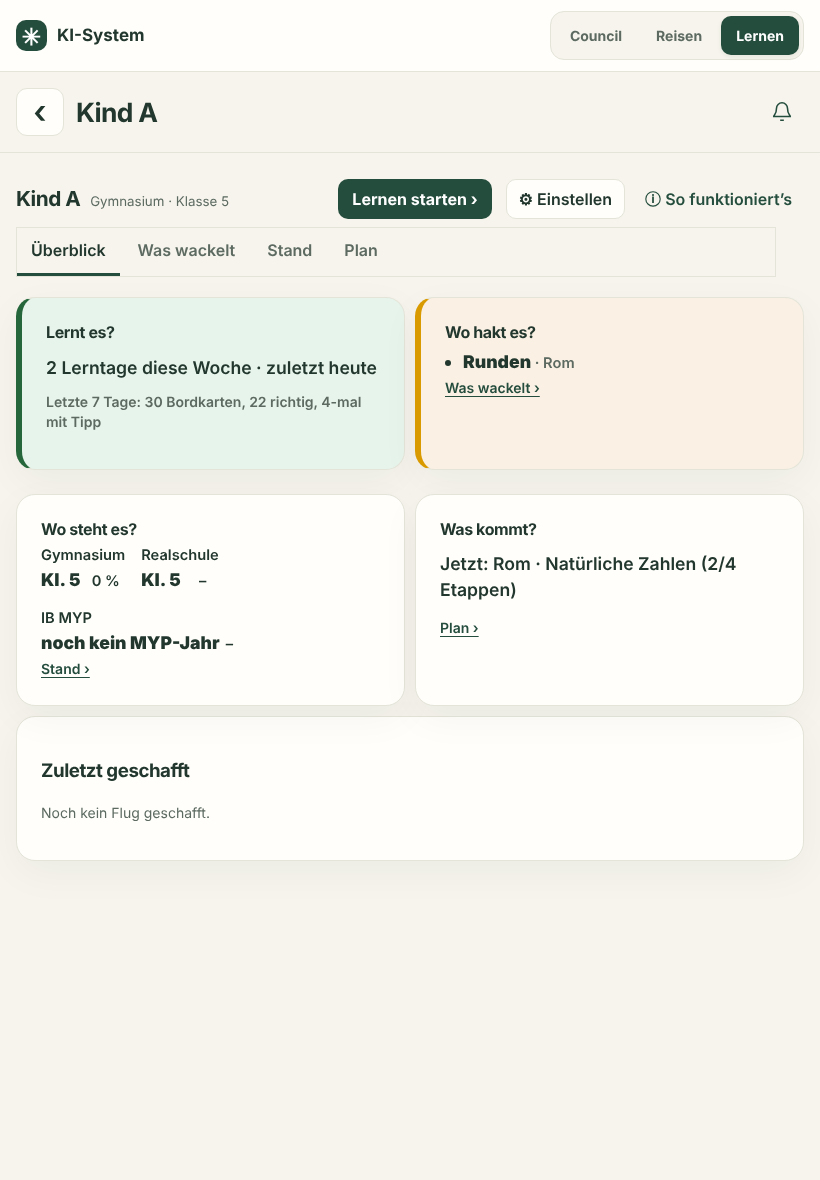 KI-System
Council Reisen Lernen
‹ Kind A
Kind A Gymnasium · Klasse 5 Lernen starten › ⚙ Einstellen ⓘ So funktioniert’s
Überblick Was wackelt Stand Plan
Lernt es?
2 Lerntage diese Woche · zuletzt heute
Letzte 7 Tage: 30 Bordkarten, 22 richtig, 4-mal
mit Tipp
Wo hakt es?
• Runden · Rom
Was wackelt ›
Wo steht es?
Gymnasium Realschule
Kl. 5 0 % Kl. 5 –
IB MYP
noch kein MYP-Jahr –
Stand ›
Was kommt?
Jetzt: Rom · Natürliche Zahlen (2/4
Etappen)
Plan ›
Zuletzt geschafft
Noch kein Flug geschafft.